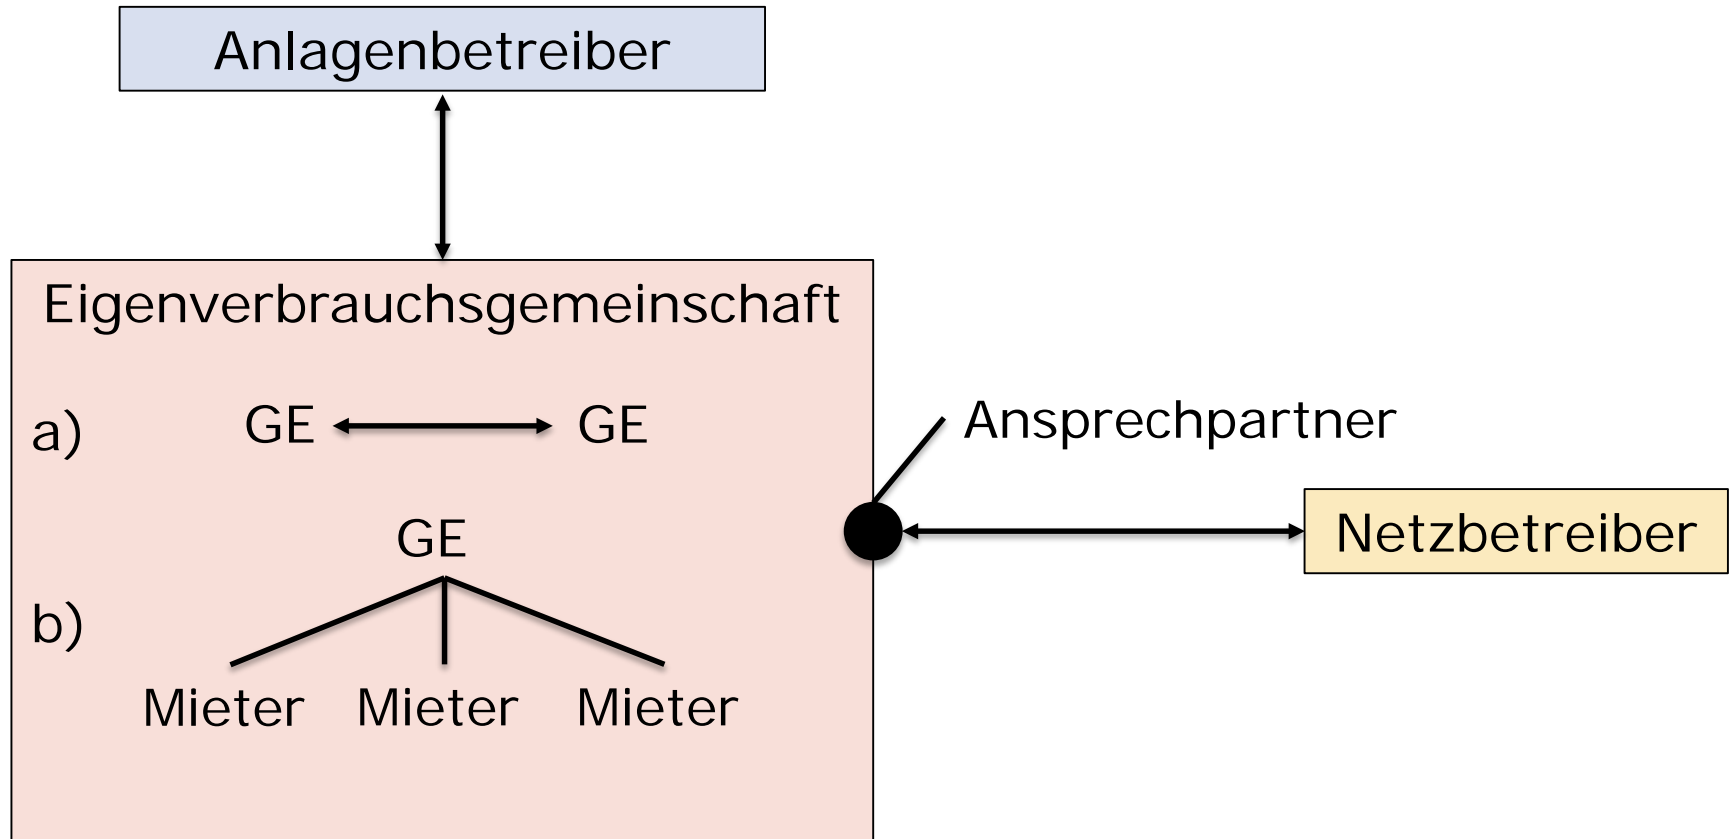 Anlagenbetreiber
Eigenverbrauchsgemeinschaft
a) GE GE
Ansprechpartner
GE
Netzbetreiber
b)
Mieter Mieter Mieter